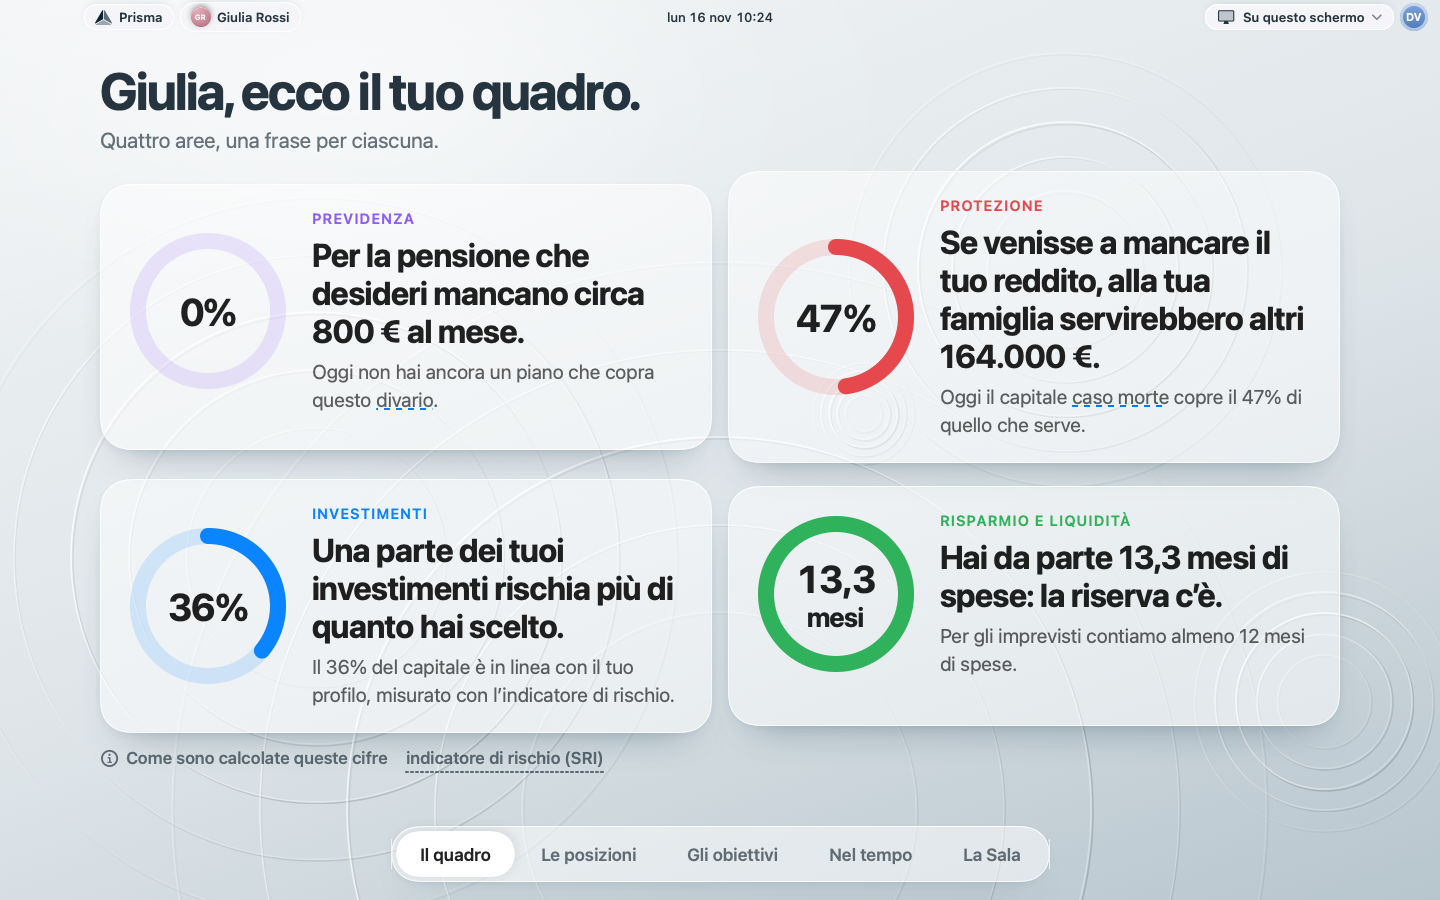 Prisma
GR
Giulia Rossi
lun 16 nov 10:24
Su questo schermo
DV
Giulia, ecco il tuo quadro.
Quattro aree, una frase per ciascuna.
0%
PREVIDENZA
Per la pensione che
desideri mancano circa
800 € al mese.
Oggi non hai ancora un piano che copra
questo divario.
47%
PROTEZIONE
Se venisse a mancare il
tuo reddito, alla tua
famiglia servirebbero altri
164.000 €.
Oggi il capitale caso morte copre il 47% di
quello che serve.
36%
INVESTIMENTI
Una parte dei tuoi
investimenti rischia più di
quanto hai scelto.
Il 36% del capitale è in linea con il tuo
profilo, misurato con l’indicatore di rischio.
13,3
mesi
RISPARMIO E LIQUIDITÀ
Hai da parte 13,3 mesi di
spese: la riserva c’è.
Per gli imprevisti contiamo almeno 12 mesi
di spese.
Come sono calcolate queste cifre
indicatore di rischio (SRI)
Il quadro
Le posizioni
Gli obiettivi
Nel tempo
La Sala